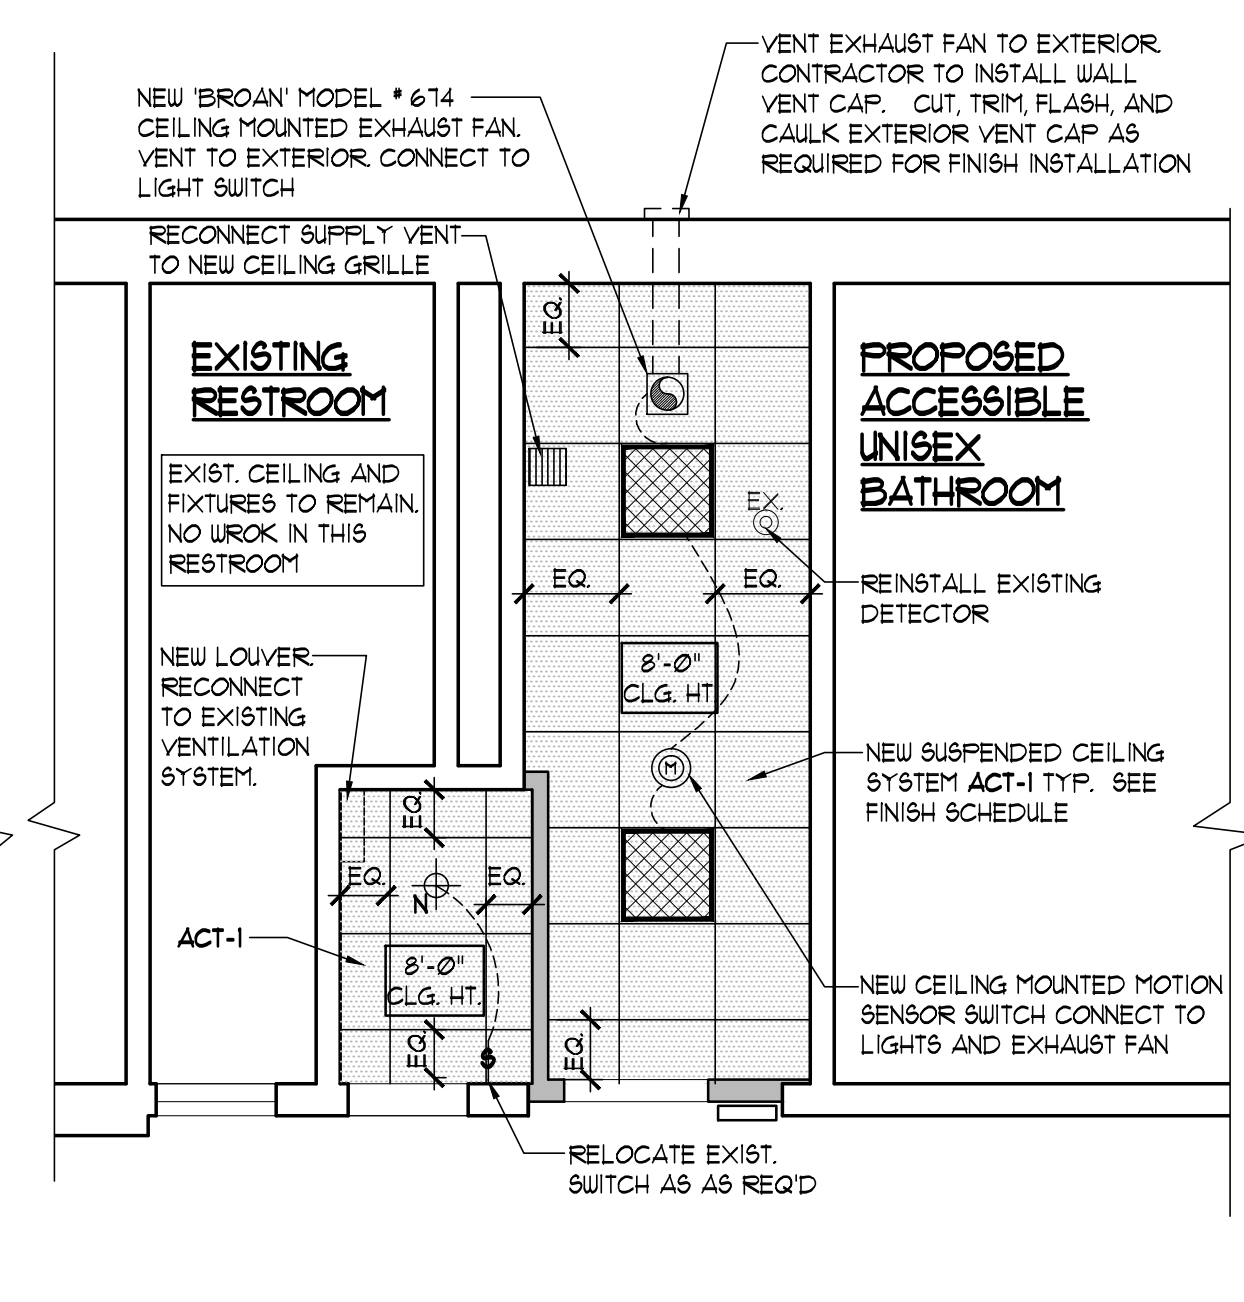 VENT EXHAUST FAN TO EXTERIOR.
CONTRACTOR TO INSTALL WALL
VENT CAP. CUT, TRIM, FLASH, AND
CAULK EXTERIOR VENT CAP AS
REQUIRED FOR FINISH INSTALLATION
NEW 'BROAN' MODEL # 674
CEILING MOUNTED EXHAUST FAN.
VENT TO EXTERIOR. CONNECT TO
LIGHT SWITCH
RECONNECT SUPPLY VENT
TO NEW CEILING GRILLE
EQ.
EXISTING
RESTROOM
PROPOSED
ACCESSIBLE
UNISEX
BATHROOM
EXIST. CEILING AND
FIXTURES TO REMAIN.
NO WROK IN THIS
RESTROOM
EX.
EQ.
EQ.
REINSTALL EXISTING
DETECTOR
NEW LOUVER.
RECONNECT
TO EXISTING
VENTILATION
SYSTEM.
8'-0"
CLG. HT
M
NEW SUSPENDED CEILING
SYSTEM ACT-1 TYP. SEE
FINISH SCHEDULE
EQ.
EQ.
EQ.
N
ACT-1
8'-0"
CLG. HT.
NEW CEILING MOUNTED MOTION
SENSOR SWITCH CONNECT TO
LIGHTS AND EXHAUST FAN
EQ.
S
EQ.
RELOCATE EXIST.
SWITCH AS AS REQ'D